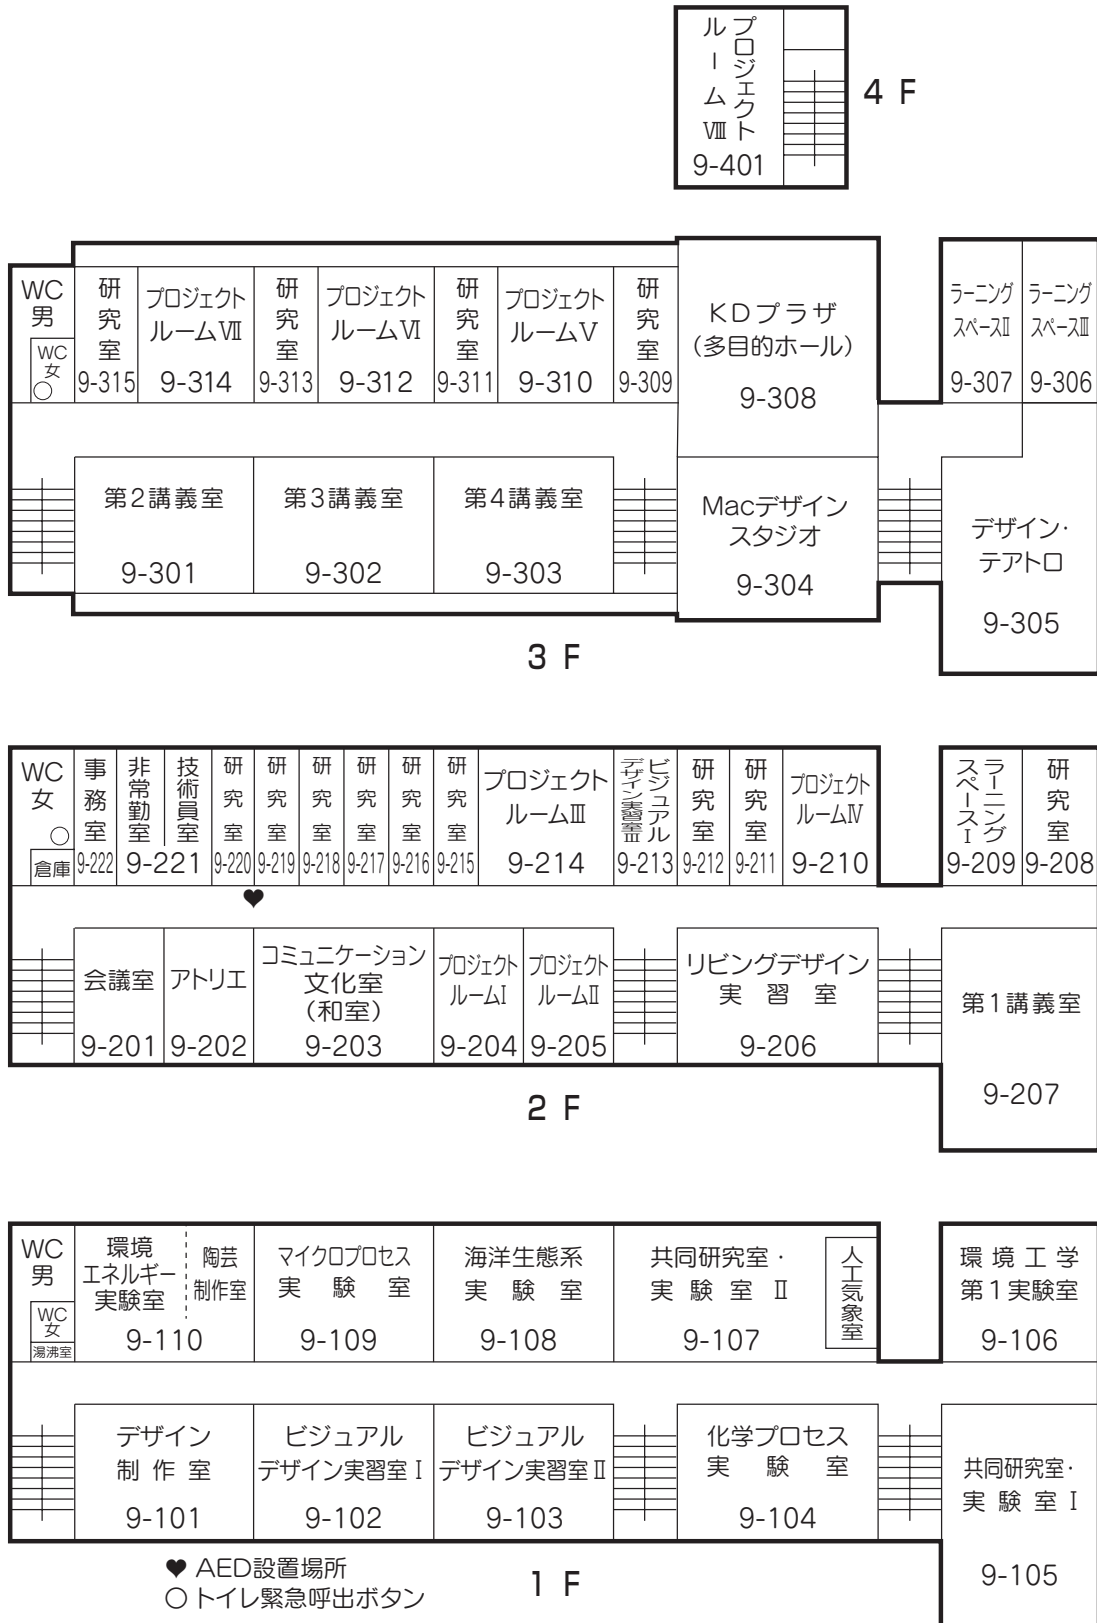 プロジェクト
ルームⅧ
9-401
4 F
WC
男
WC
女
研究室
9-315
プロジェクト
ルームⅦ
9-314
研究室
9-313
プロジェクト
ルームⅥ
9-312
研究室
9-311
プロジェクト
ルームⅤ
9-310
研究室
9-309
KDプラザ
(多目的ホール)
9-308
ラーニング
スペースⅡ
9-307
ラーニング
スペースⅢ
9-306
第2講義室
9-301
第3講義室
9-302
第4講義室
9-303
Macデザイン
スタジオ
9-304
デザイン・
テアトロ
9-305
3 F
WC
女
倉庫
事務室
9-222
非常勤室
技術員室
9-221
研究室
9-220
研究室
9-219
研究室
9-218
研究室
9-217
研究室
9-216
研究室
9-215
プロジェクト
ルームⅢ
9-214
ビジュアル
デザイン実習室Ⅲ
9-213
研究室
9-212
研究室
9-211
プロジェクト
ルームⅣ
9-210
ラーニング
スペースⅠ
9-209
研究室
9-208
会議室
9-201
アトリエ
9-202
コミュニケーション
文化室
(和室)
9-203
プロジェクト
ルームⅠ
9-204
プロジェクト
ルームⅡ
9-205
リビングデザイン
実習室
9-206
第1講義室
9-207
2 F
WC
男
WC
女
湯沸室
環境
エネルギー
実験室
陶芸
制作室
9-110
マイクロプロセス
実験室
9-109
海洋生態系
実験室
9-108
共同研究室・
実験室Ⅱ
9-107
人工気象室
環境工学
第1実験室
9-106
デザイン
制作室
9-101
ビジュアル
デザイン実習室Ⅰ
9-102
ビジュアル
デザイン実習室Ⅱ
9-103
化学プロセス
実験室
9-104
共同研究室・
実験室Ⅰ
9-105
♥ AED設置場所
○ トイレ緊急呼出ボタン
1 F